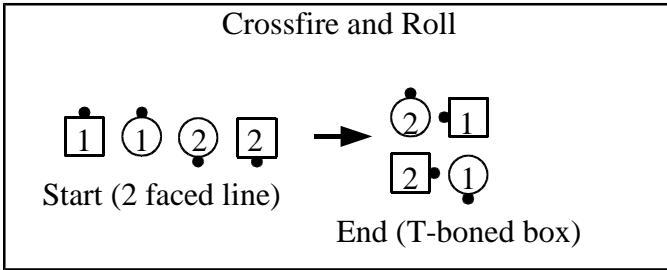 Crossfire and Roll
2 1
1 1 2 2
2 1
Start (2 faced line)
End (T-boned box)